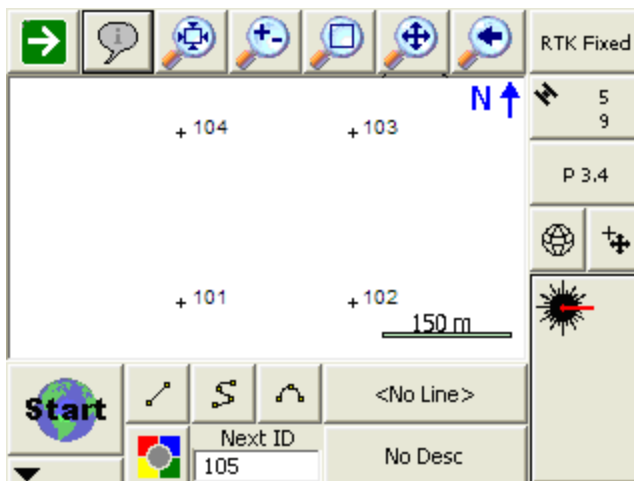 RTK Fixed
N
5
9
104
103
P 3.4
101
102
150 m
Start
<No Line>
Next ID
105
No Desc